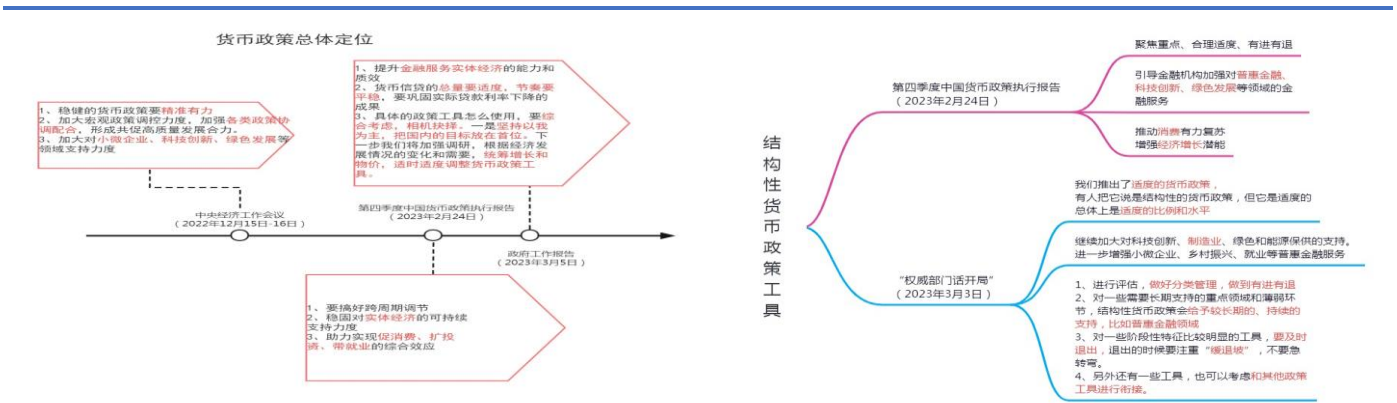 货币政策总体定位
1、稳健的货币政策要精准有力
2、加大宏观政策调控力度，加强各类政策协
调配合，形成共促高质量发展合力。
3、加大对小微企业、科技创新、绿色发展等
领域支持力度
1、提升金融服务实体经济的能力和
质效
2、货币信贷的总量要适度，节奏要
平稳，要巩固实际贷款利率下降的
成果
3、具体的政策工具怎么使用，要综
合考虑，相机抉择。一是坚持以我
为主，把国内的目标放在首位。下
一步我们将加强调研，根据经济发
展情况的变化和需要，统筹增长和
物价，适时适度调整货币政策工
具。
中央经济工作会议
（2022年12月15日-16日）
第四季度中国货币政策执行报告
（2023年2月24日）
政府工作报告
（2023年3月5日）
1、要搞好跨周期调节
2、稳固对实体经济的可持续
支持力度
3、助力实现促消费、扩投
资、带就业的综合效应
结构性货币政策工具
第四季度中国货币政策执行报告
（2023年2月24日）
聚焦重点、合理适度、有进有退
引导金融机构加强对普惠金融、
科技创新、绿色发展等领域的金
融服务
推动消费有力复苏
增强经济增长潜能
“权威部门话开局”
（2023年3月3日）
我们推出了适度的货币政策，
有人把它说是结构性的货币政策，但它是适度的
总体上是适度的比例和水平
继续加大对科技创新、制造业、绿色和能源保供的支持。
进一步增强小微企业、乡村振兴、就业等普惠金融服务
1、进行评估，做好分类管理，做到有进有退
2、对一些需要长期支持的重点领域和薄弱环
节，结构性货币政策会给予较长期的、持续的
支持，比如普惠金融领域
3、对一些阶段性特征比较明显的工具，要及时
退出，退出的时候要注重“缓退坡”，不要急
转弯。
4、另外还有一些工具，也可以考虑和其他政策
工具进行衔接。